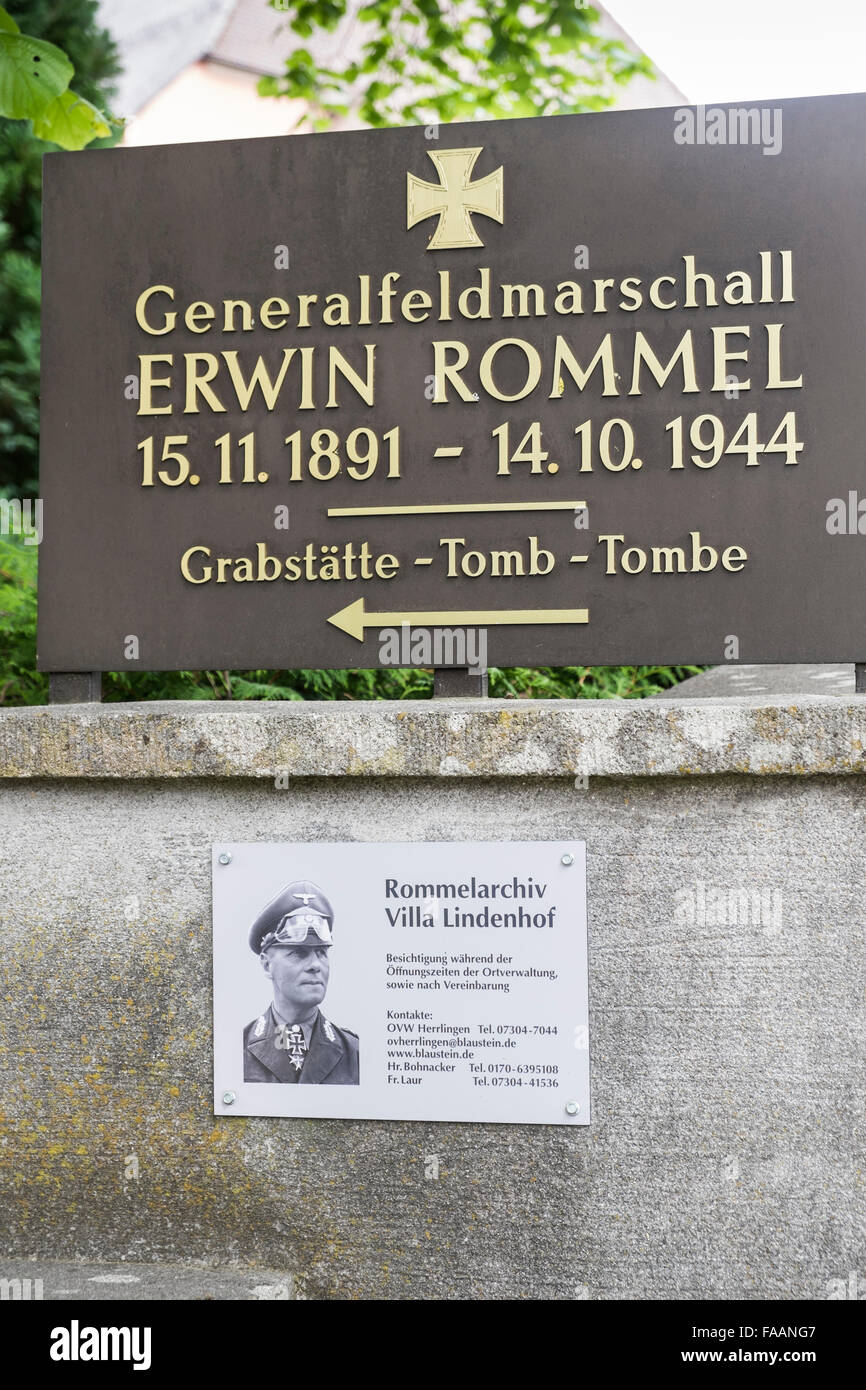 Generalfeldmarschall
ERWIN ROMMEL
15. 11. 1891 – 14. 10. 1944
Grabstätte – Tomb – Tombe
Rommelarchiv
Villa Lindenhof
Besichtigung während der
Öffnungszeiten der Ortverwaltung,
sowie nach Vereinbarung
Kontakte:
OVW Herrlingen Tel. 07304-7044
ovherrlingen@blaustein.de
www.blaustein.de
Hr. Bohnacker Tel. 0170-6395108
Fr. Laur Tel. 07304-41536
alamy stock photo
FAANG7
www.alamy.com